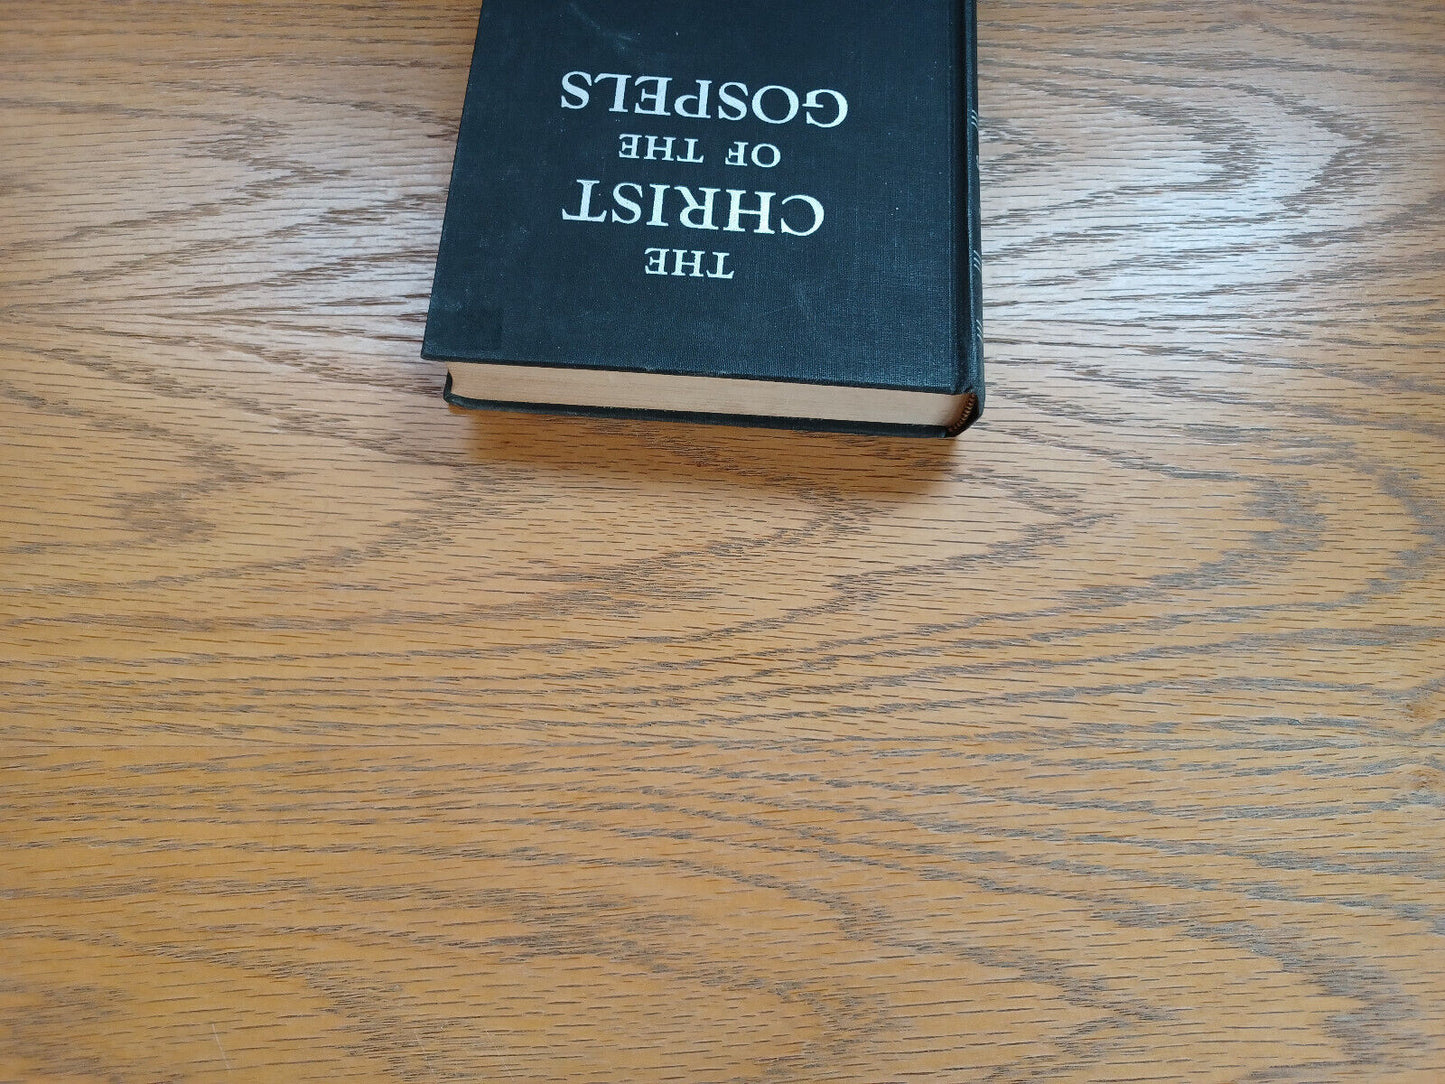 THE
CHRIST
OF THE
GOSPELS